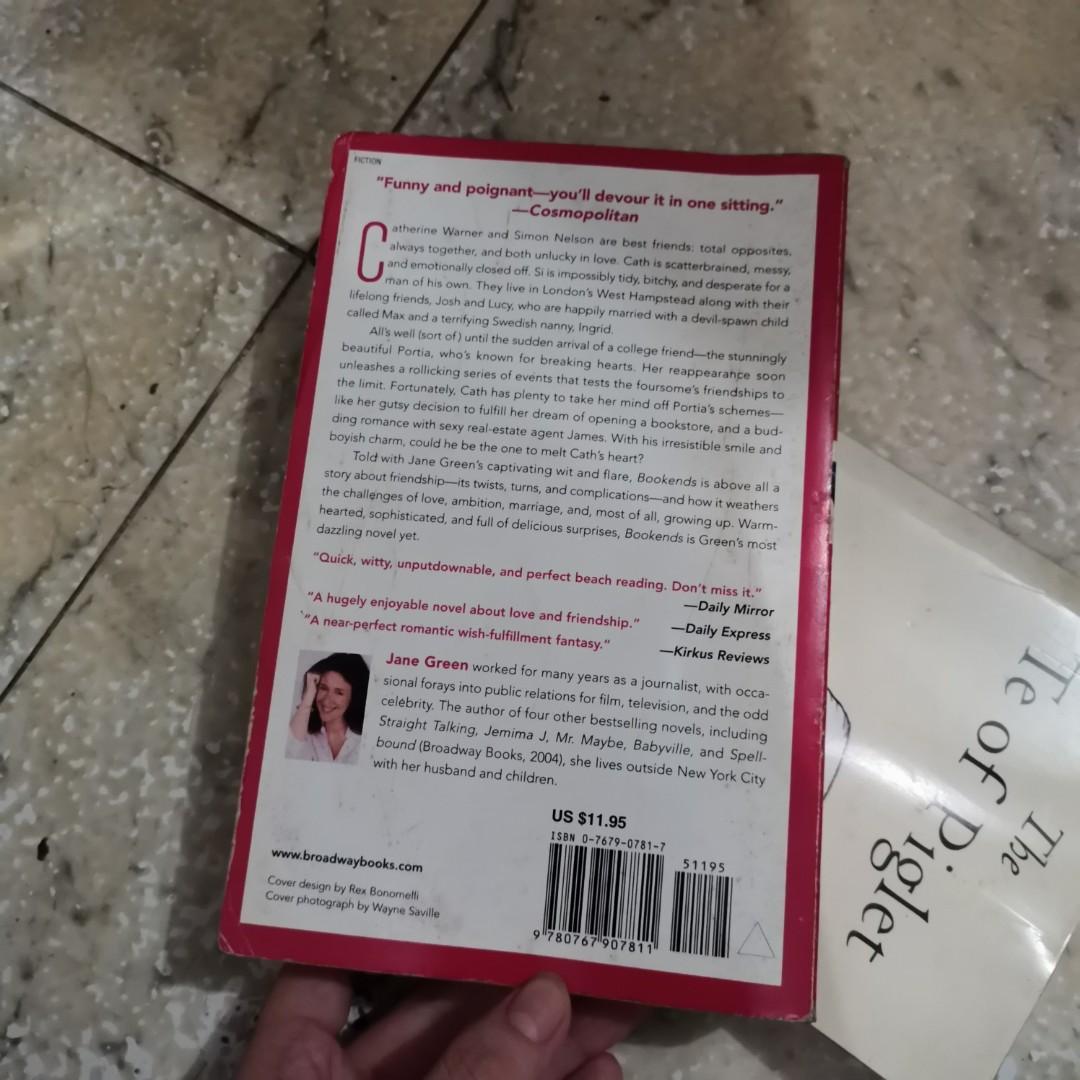 FICTION
"Funny and poignant—you'll devour it in one sitting."
—Cosmopolitan
Catherine Warner and Simon Nelson are best friends: total opposites,
always together, and both unlucky in love. Cath is scatterbrained, messy,
and emotionally closed off. Si is impossibly tidy, bitchy, and desperate for a
man of his own. They live in London's West Hampstead along with their
lifelong friends, Josh and Lucy, who are happily married with a devil-spawn child
called Max and a terrifying Swedish nanny, Ingrid.
All's well (sort of) until the sudden arrival of a college friend—the stunningly
beautiful Portia, who's known for breaking hearts. Her reappearance soon
unleashes a rollicking series of events that tests the foursome's friendships to
the limit. Fortunately, Cath has plenty to take her mind off Portia's schemes—
like her gutsy decision to fulfill her dream of opening a bookstore, and a bud-
ding romance with sexy real-estate agent James. With his irresistible smile and
boyish charm, could he be the one to melt Cath's heart?
Told with Jane Green's captivating wit and flare, Bookends is above all a
story about friendship—its twists, turns, and complications—and how it weathers
the challenges of love, ambition, marriage, and, most of all, growing up. Warm-
hearted, sophisticated, and full of delicious surprises, Bookends is Green's most
dazzling novel yet.
"Quick, witty, unputdownable, and perfect beach reading. Don't miss it."
—Daily Mirror
"A hugely enjoyable novel about love and friendship."
—Daily Express
"A near-perfect romantic wish-fulfillment fantasy."
—Kirkus Reviews
Jane Green worked for many years as a journalist, with occa-
sional forays into public relations for film, television, and the odd
celebrity. The author of four other bestselling novels, including
Straight Talking, Jemima J, Mr. Maybe, Babyville, and Spell-
bound (Broadway Books, 2004), she lives outside New York City
with her husband and children.
US $11.95
ISBN 0-7679-0781-7
51195
9 780767 907811
www.broadwaybooks.com
Cover design by Rex Bonomelli
Cover photograph by Wayne Saville
The
Te of
Piglet